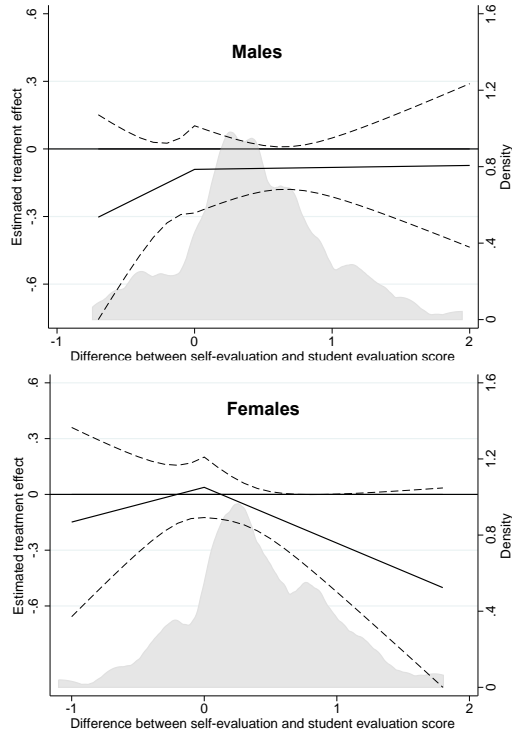 Males
Estimated treatment effect
.6
.3
0
-.3
-.6
Density
1.6
1.2
0.8
.4
0
-1 0 1 2
Difference between self-evaluation and student evaluation score
Females
Estimated treatment effect
.6
.3
0
-.3
-.6
Density
1.6
1.2
0.8
.4
0
-1 0 1 2
Difference between self-evaluation and student evaluation score